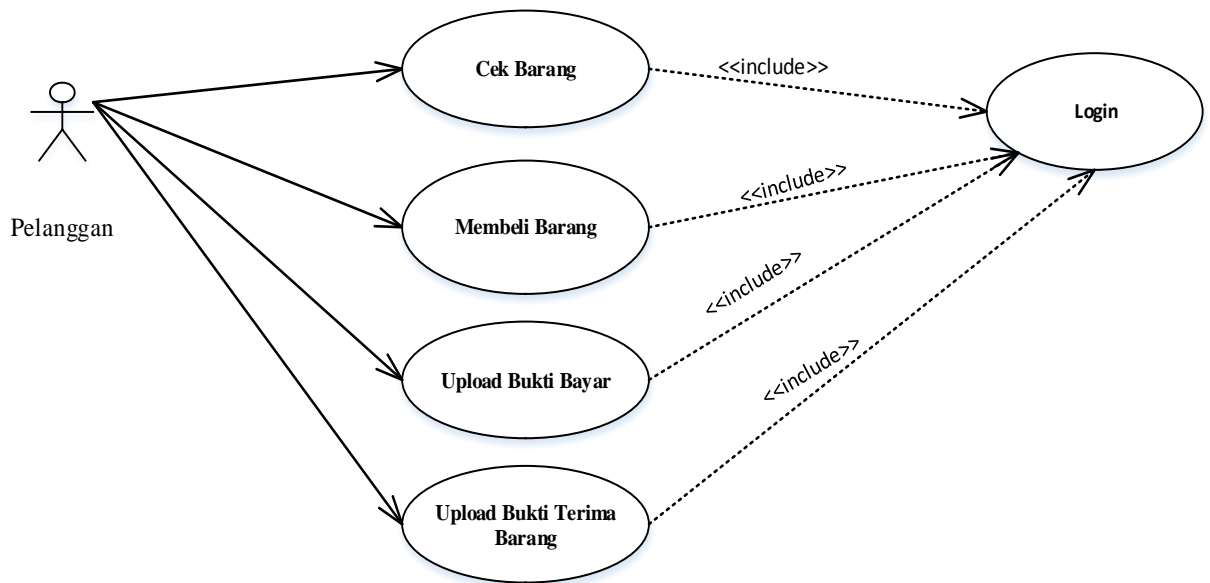 Cek Barang
<<include>>
Login
Pelanggan
Membeli Barang
<<include>>
Upload Bukti Bayar
<<include>>
Upload Bukti Terima
Barang
<<include>>